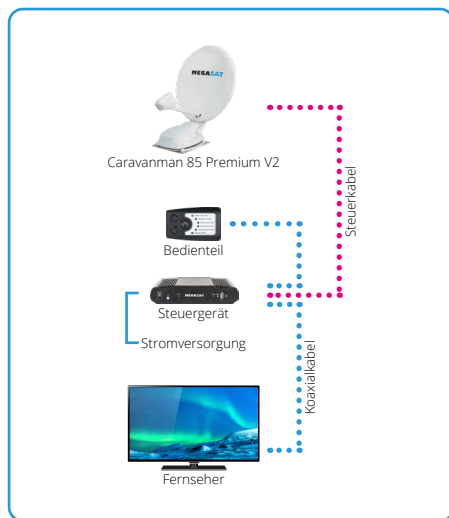 MEGASAT
Caravanman 85 Premium V2
Steuerkabel
Bedienteil
MEGASAT
Steuergerät
Stromversorgung
Koaxialkabel
Fernseher